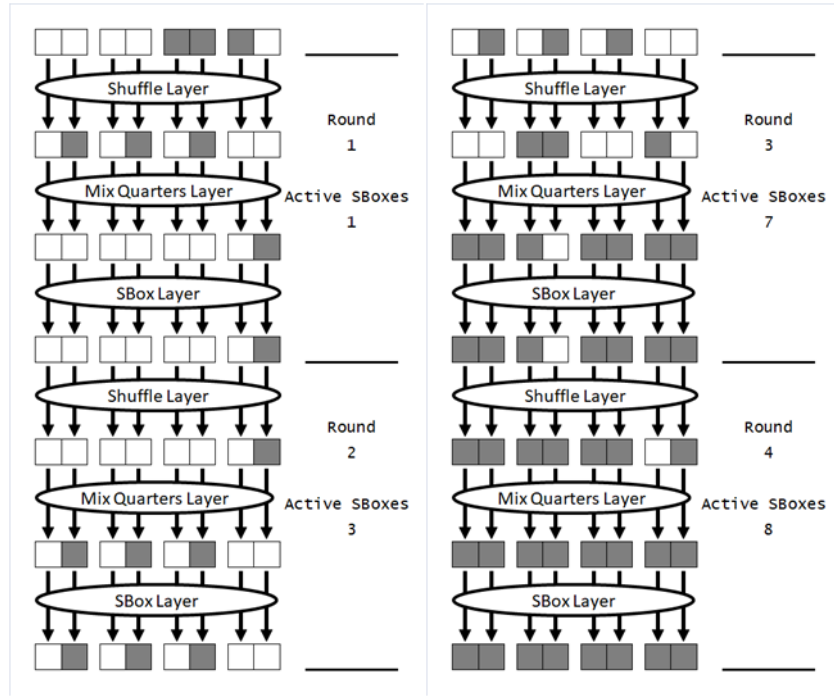 Shuffle Layer
Round
1
Mix Quarters Layer
Active SBoxes
1
SBox Layer
Shuffle Layer
Round
2
Mix Quarters Layer
Active SBoxes
3
SBox Layer
Shuffle Layer
Round
3
Mix Quarters Layer
Active SBoxes
7
SBox Layer
Shuffle Layer
Round
4
Mix Quarters Layer
Active SBoxes
8
SBox Layer